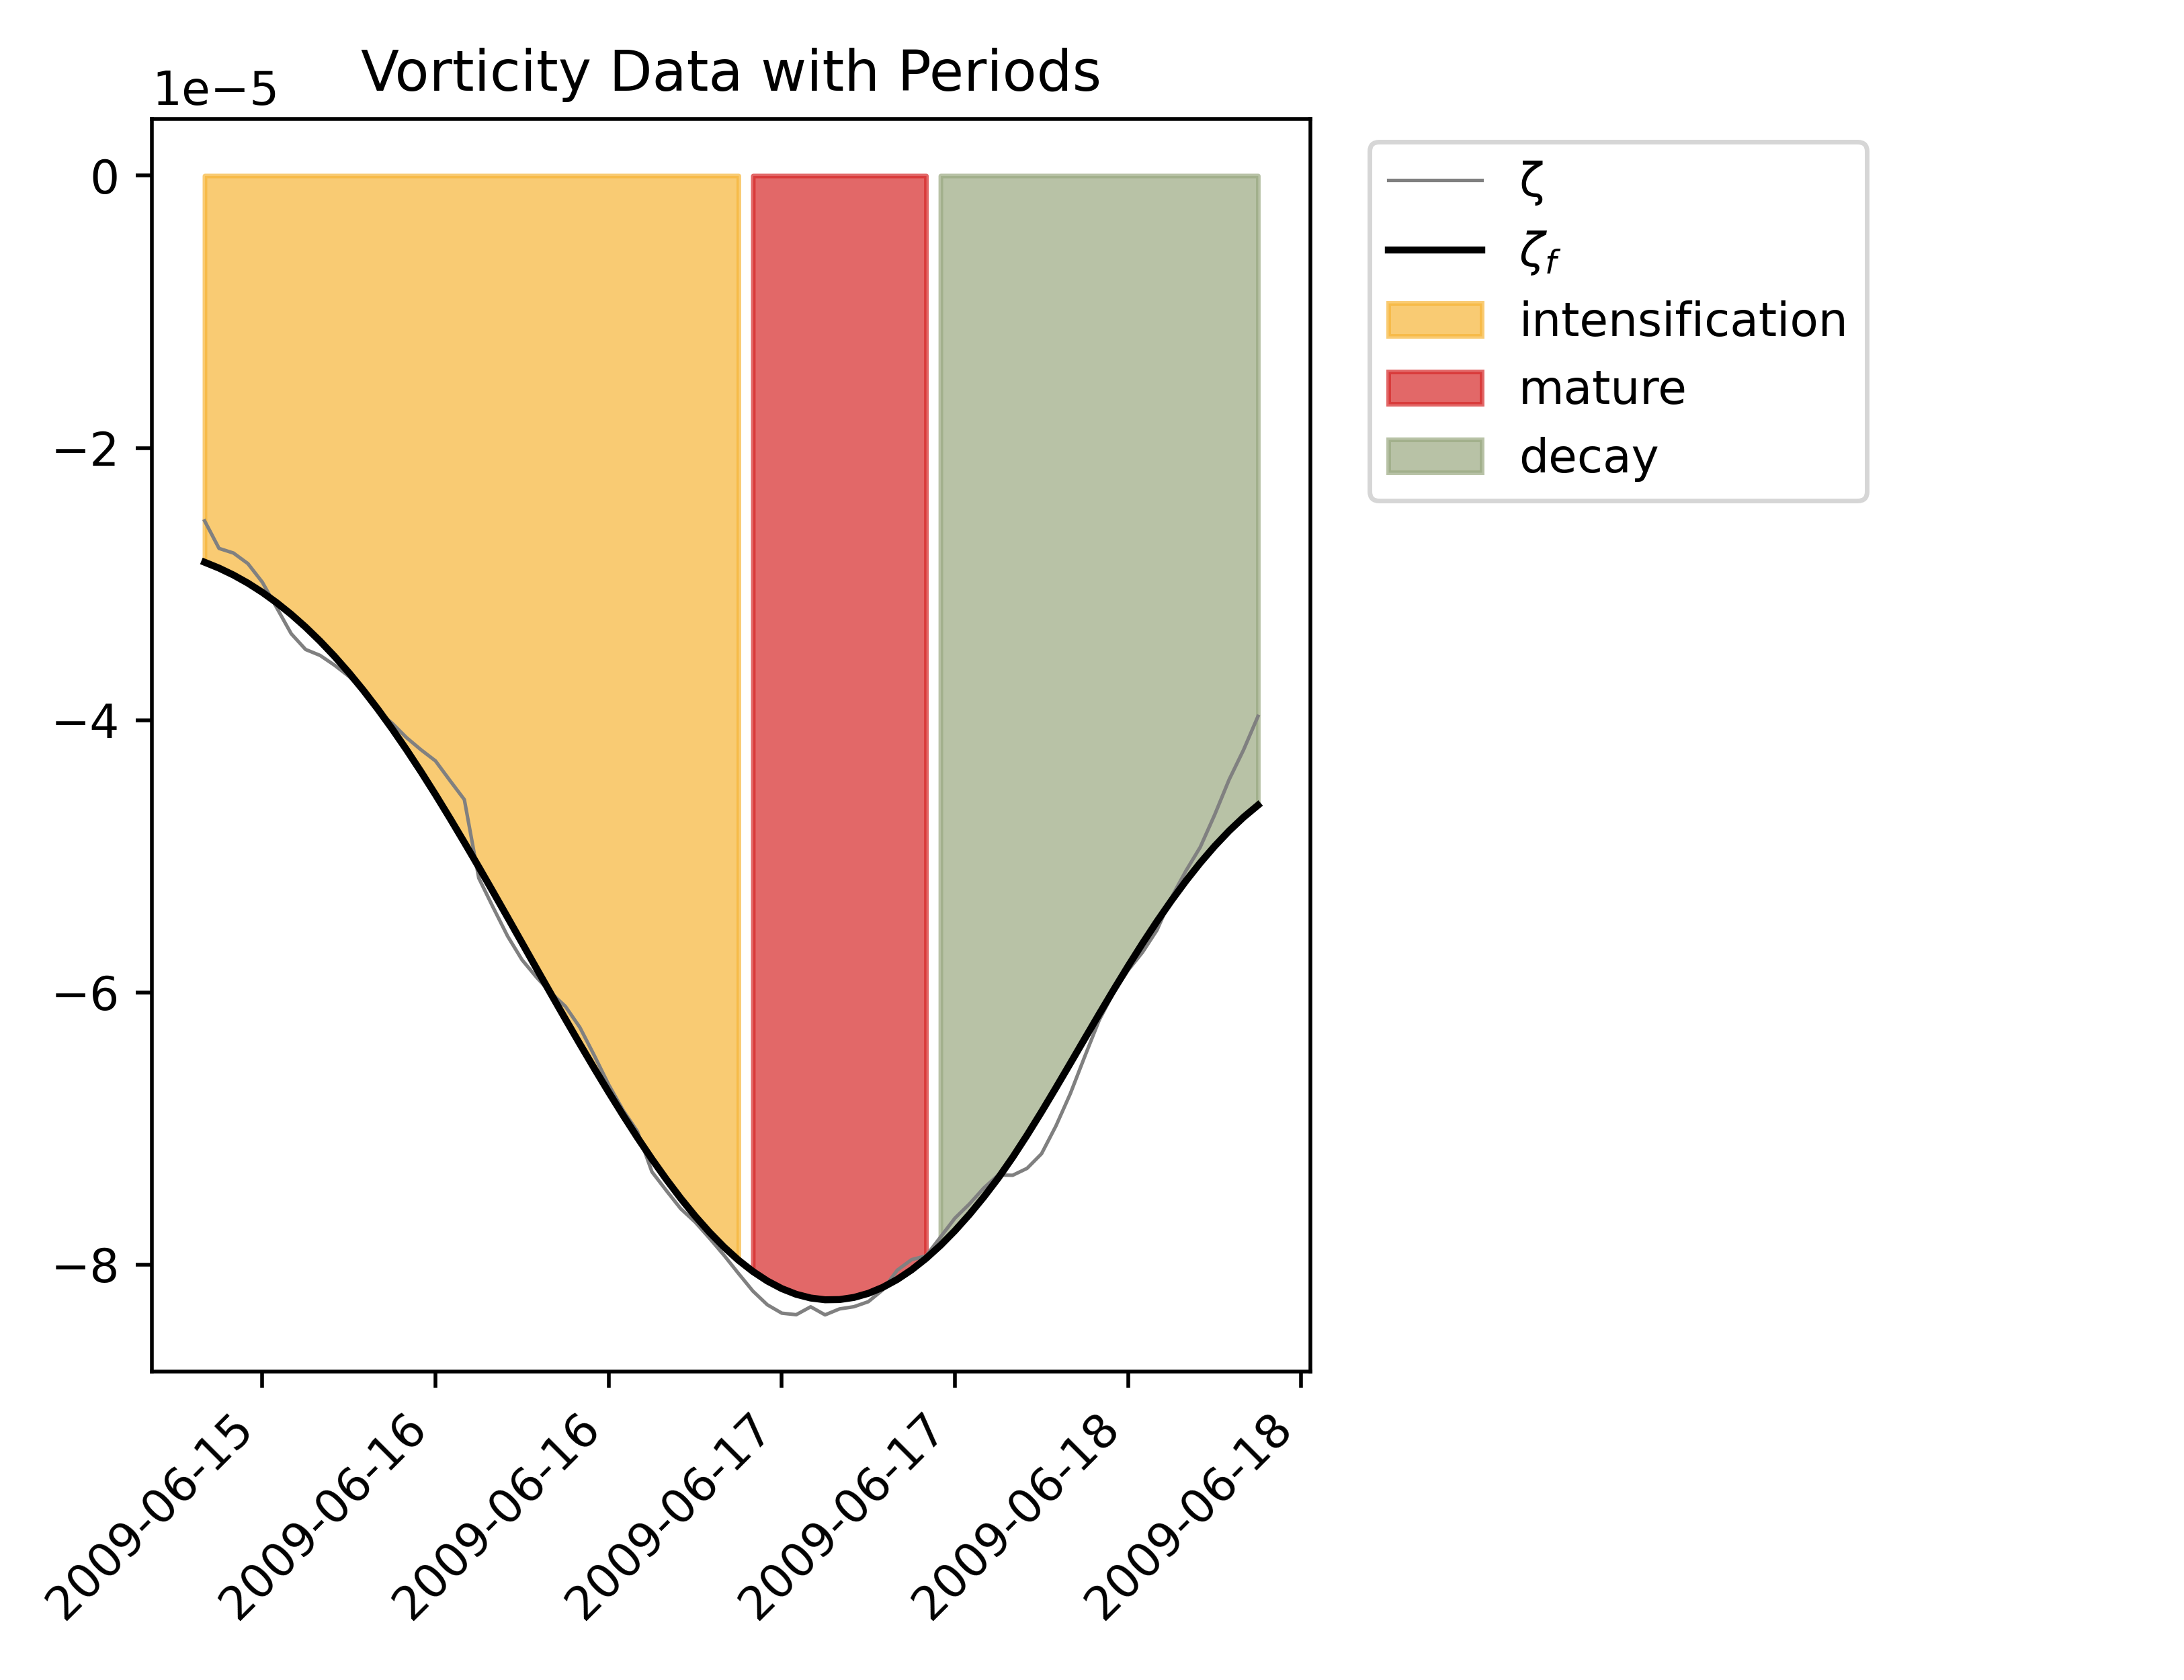 Vorticity Data with Periods
1e−5
0
−2
−4
−6
−8
2009-06-15
2009-06-16
2009-06-16
2009-06-17
2009-06-17
2009-06-18
2009-06-18
ζ
ζf
intensification
mature
decay